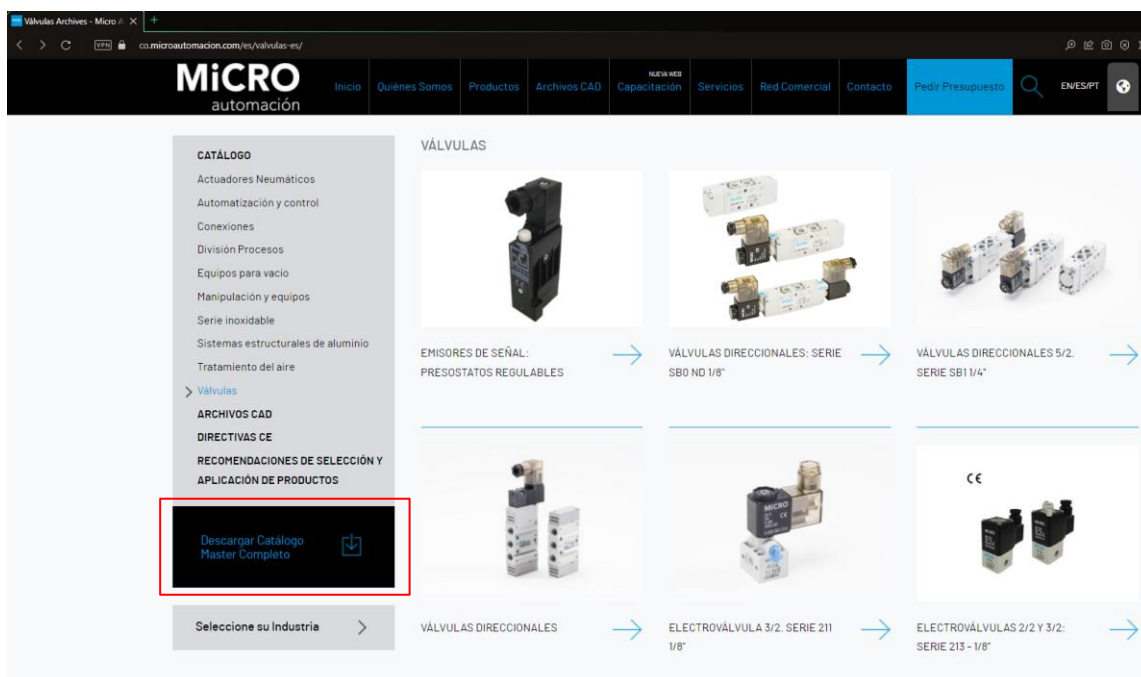 Válvulas Archives - Micro A
VPN
co.microautomacion.com/es/valvulas-es/
MiCRO
automación
Inicio
Quiénes Somos
Productos
Archivos CAD
NUEVA WEB
Capacitación
Servicios
Red Comercial
Contacto
Pedir Presupuesto
EN/ES/PT
CATÁLOGO
Actuadores Neumáticos
Automatización y control
Conexiones
División Procesos
Equipos para vacío
Manipulación y equipos
Serie inoxidable
Sistemas estructurales de aluminio
Tratamiento del aire
Válvulas
ARCHIVOS CAD
DIRECTIVAS CE
RECOMENDACIONES DE SELECCIÓN Y
APLICACIÓN DE PRODUCTOS
Descargar Catálogo
Master Completo
Seleccione su Industria
VÁLVULAS
EMISORES DE SEÑAL:
PRESOSTATOS REGULABLES
VÁLVULAS DIRECCIONALES: SERIE
SB0 ND 1/8"
VÁLVULAS DIRECCIONALES 5/2.
SERIE SB1 1/4"
MICRO
CE
VÁLVULAS DIRECCIONALES
ELECTROVÁLVULA 3/2. SERIE 211
1/8"
ELECTROVÁLVULAS 2/2 Y 3/2:
SERIE 213 - 1/8"